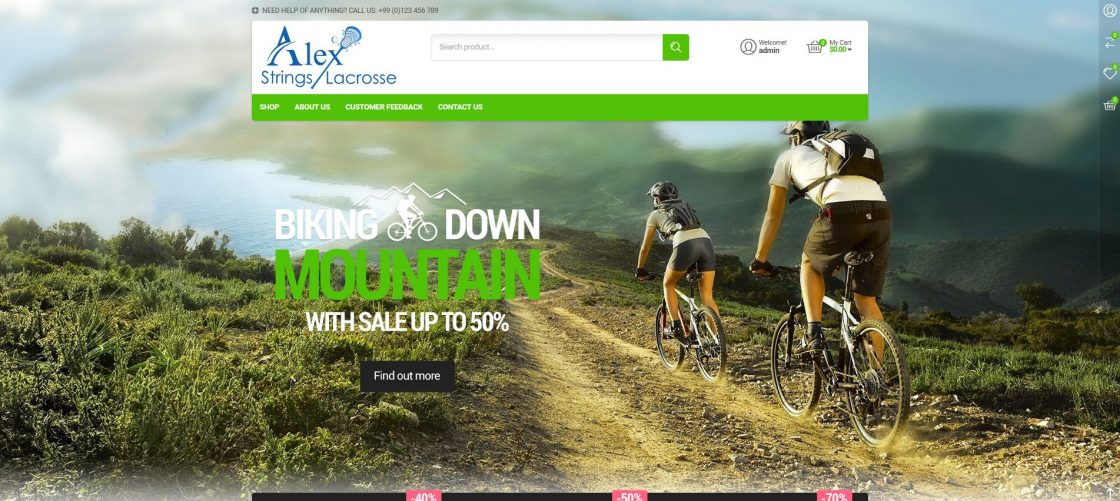 NEED HELP OF ANYTHING? CALL US: +99 (0)123 456 789
Alex
Strings/Lacrosse
Search product...
Welcome!
admin
0
My Cart
$0.00
SHOP
ABOUT US
CUSTOMER FEEDBACK
CONTACT US
0
0
0
BIKING DOWN
MOUNTAIN
WITH SALE UP TO 50%
Find out more
-40%
-50%
-70%